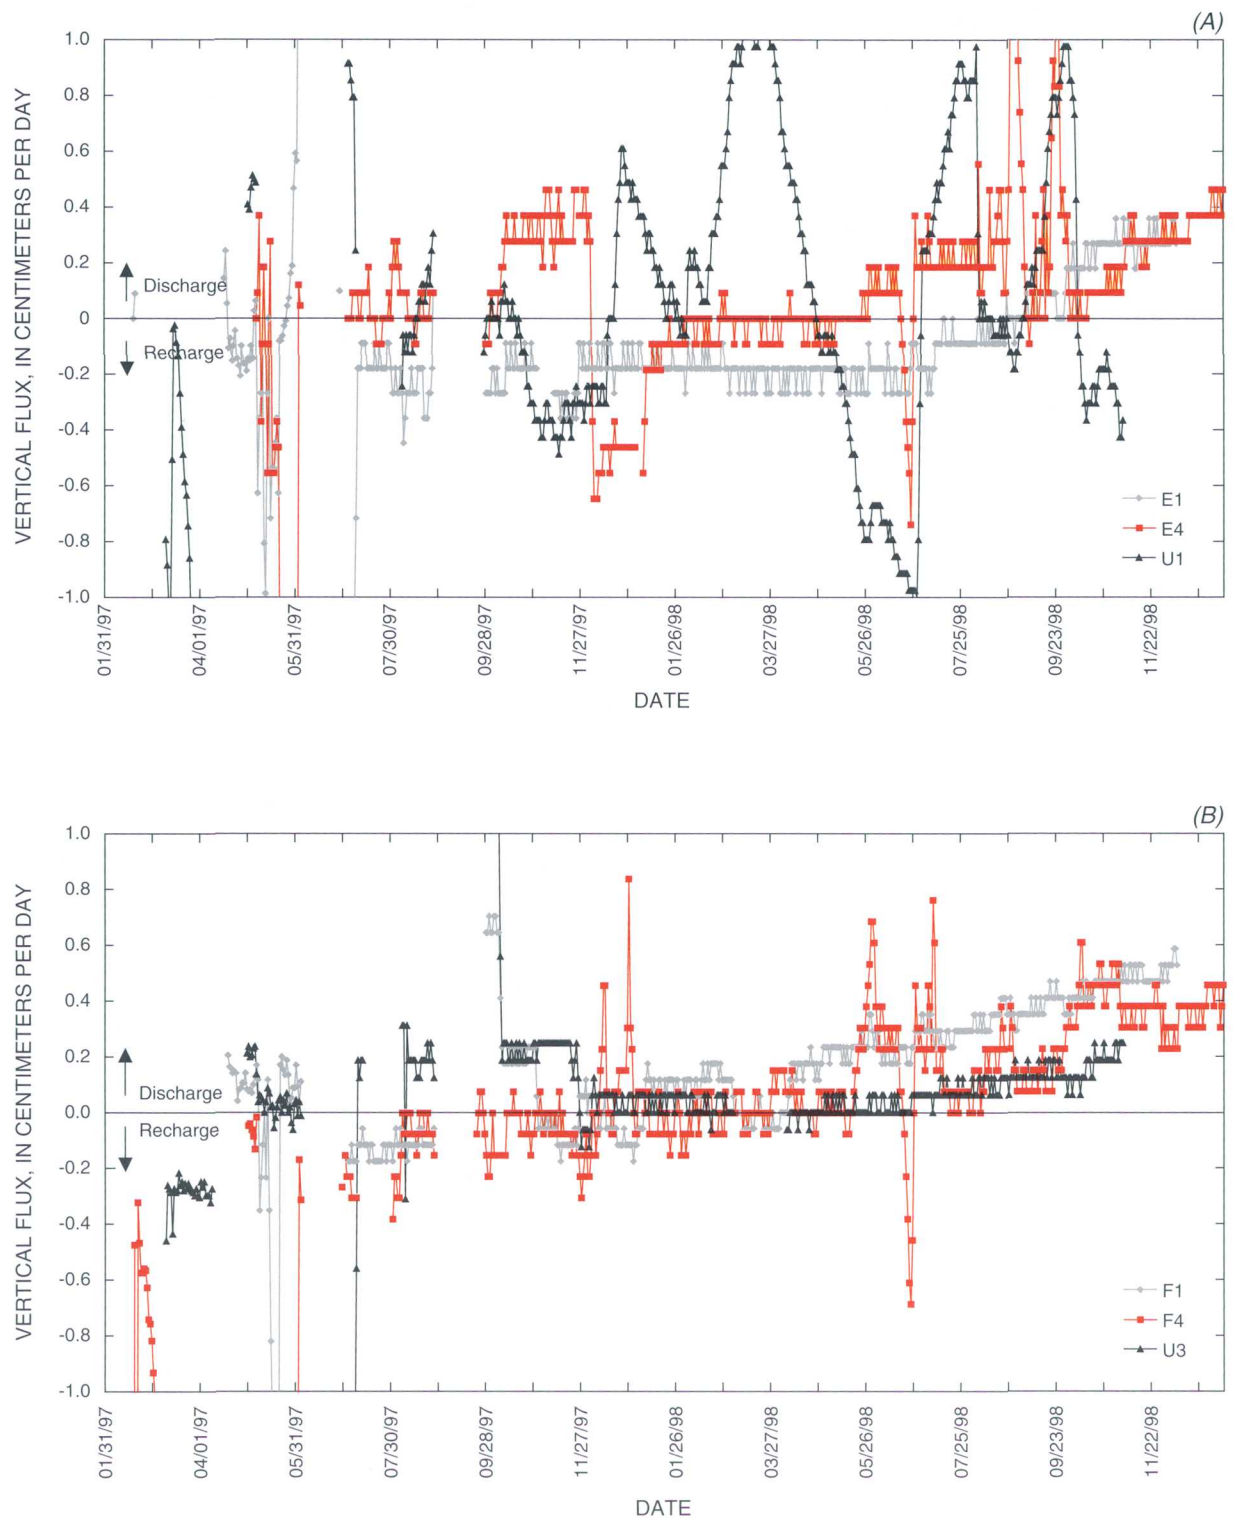 (A)
VERTICAL FLUX, IN CENTIMETERS PER DAY
1.0
0.8
0.6
0.4
0.2
0
-0.2
-0.4
-0.6
-0.8
-1.0
Discharge
Recharge
E1
E4
U1
01/31/97
04/01/97
05/31/97
07/30/97
09/28/97
11/27/97
01/26/98
03/27/98
05/26/98
07/25/98
09/23/98
11/22/98
DATE
(B)
VERTICAL FLUX, IN CENTIMETERS PER DAY
1.0
0.8
0.6
0.4
0.2
0.0
-0.2
-0.4
-0.6
-0.8
-1.0
Discharge
Recharge
F1
F4
U3
01/31/97
04/01/97
05/31/97
07/30/97
09/28/97
11/27/97
01/26/98
03/27/98
05/26/98
07/25/98
09/23/98
11/22/98
DATE